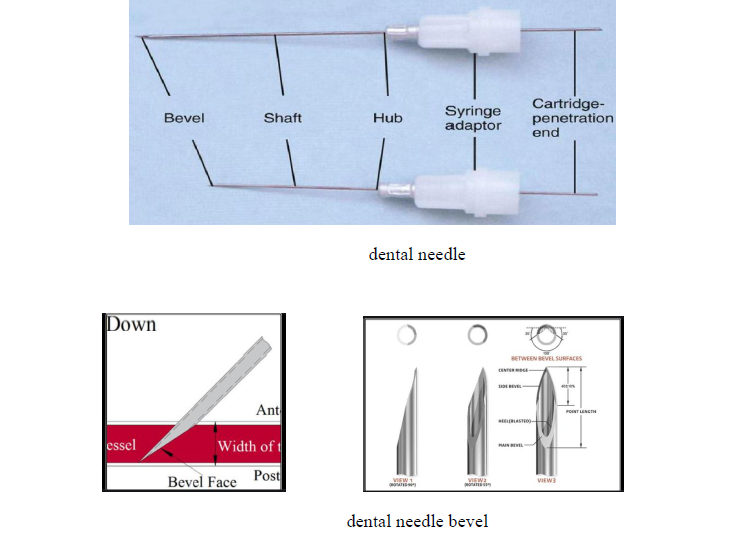 Bevel
Shaft
Hub
Syringe
adaptor
Cartridge-
penetration
end
dental needle
Down
Ant
essel
Width of t
Bevel Face
Post
BETWEEN BEVEL SURFACES
CENTER RIDGE
SIDE BEVEL
POINT LENGTH
HEEL(BLASTED)
MAIN BEVEL
VIEW 1
(ROTATED 90°)
VIEW 2
VIEW 3
dental needle bevel